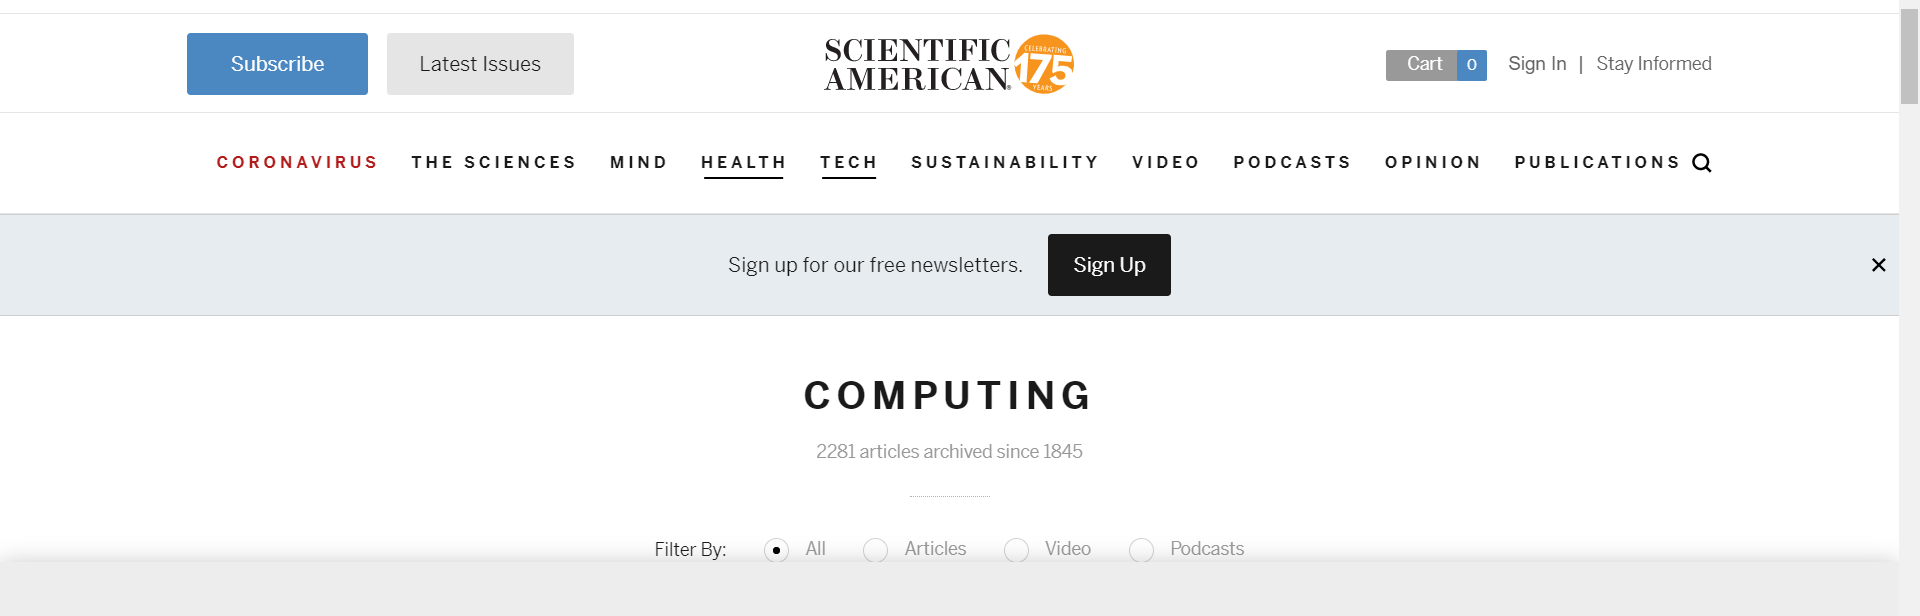 Subscribe
Latest Issues
SCIENTIFIC
AMERICAN®
CELEBRATING
175
YEARS
Cart 0
Sign In | Stay Informed
CORONAVIRUS THE SCIENCES MIND HEALTH TECH SUSTAINABILITY VIDEO PODCASTS OPINION PUBLICATIONS
Sign up for our free newsletters.
Sign Up
COMPUTING
2281 articles archived since 1845
Filter By: All Articles Video Podcasts